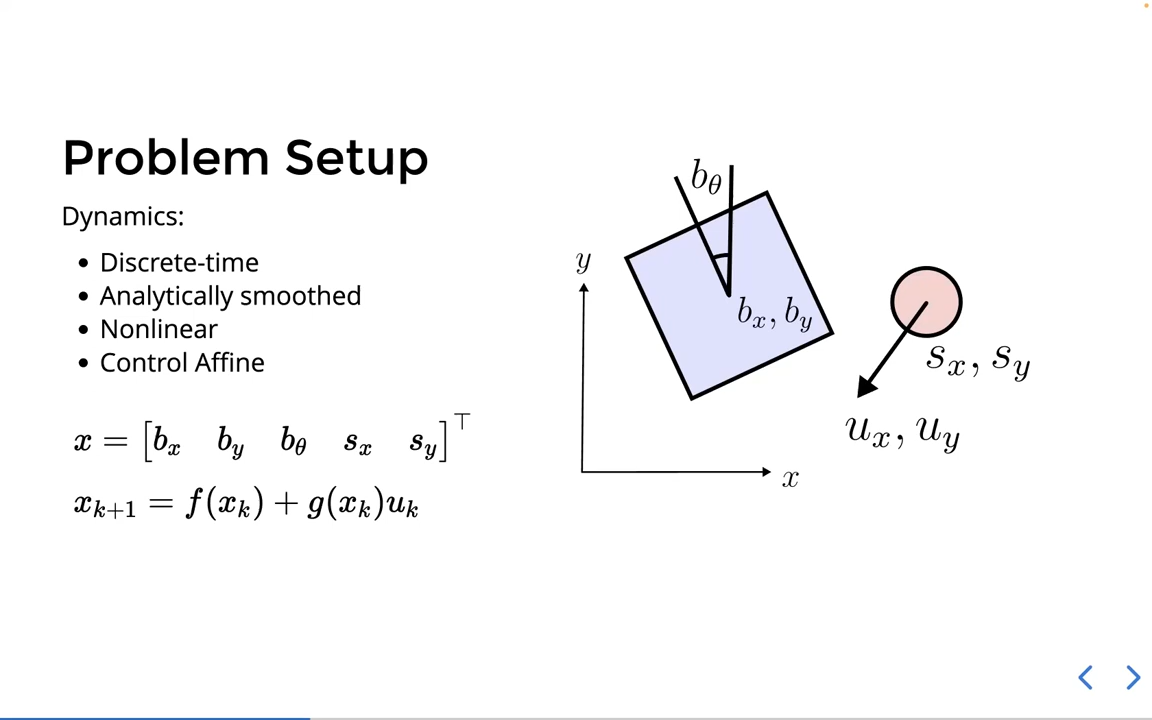 Problem Setup
Dynamics:
• Discrete-time
• Analytically smoothed
• Nonlinear
• Control Affine
x = [b_x b_y b_θ s_x s_y]^⊤
x_{k+1} = f(x_k) + g(x_k)u_k
b_θ
y
b_x, b_y
s_x, s_y
u_x, u_y
x